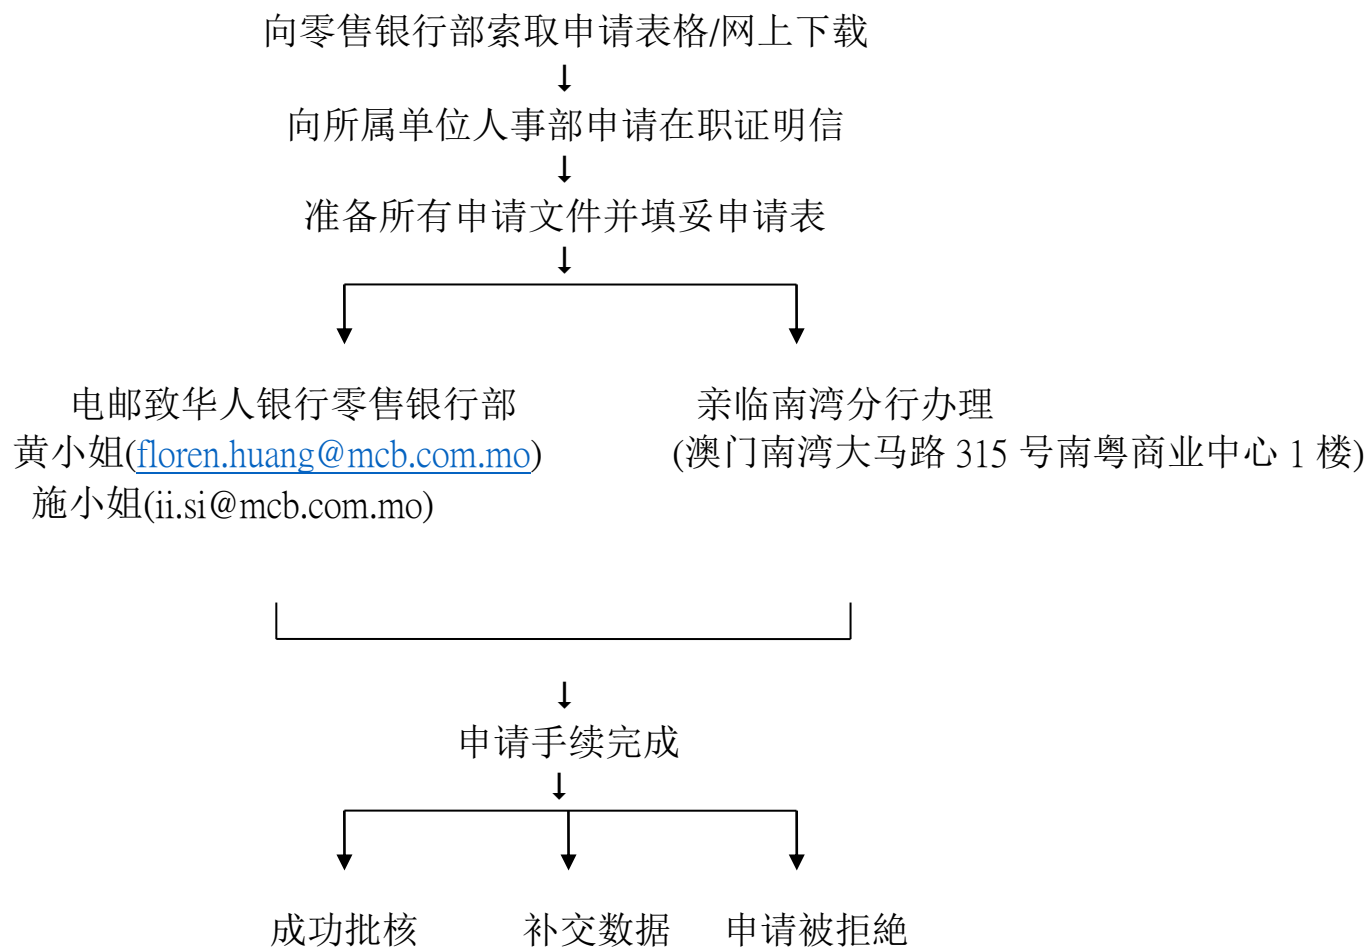 向零售银行部索取申请表格/网上下载
向所属单位人事部申请在职证明信
准备所有申请文件并填妥申请表
电邮致华人银行零售银行部
黄小姐(floren.huang@mcb.com.mo)
施小姐(ii.si@mcb.com.mo)
亲临南湾分行办理
(澳门南湾大马路 315 号南粤商业中心 1 楼)
申请手续完成
成功批核
补交数据
申请被拒絶